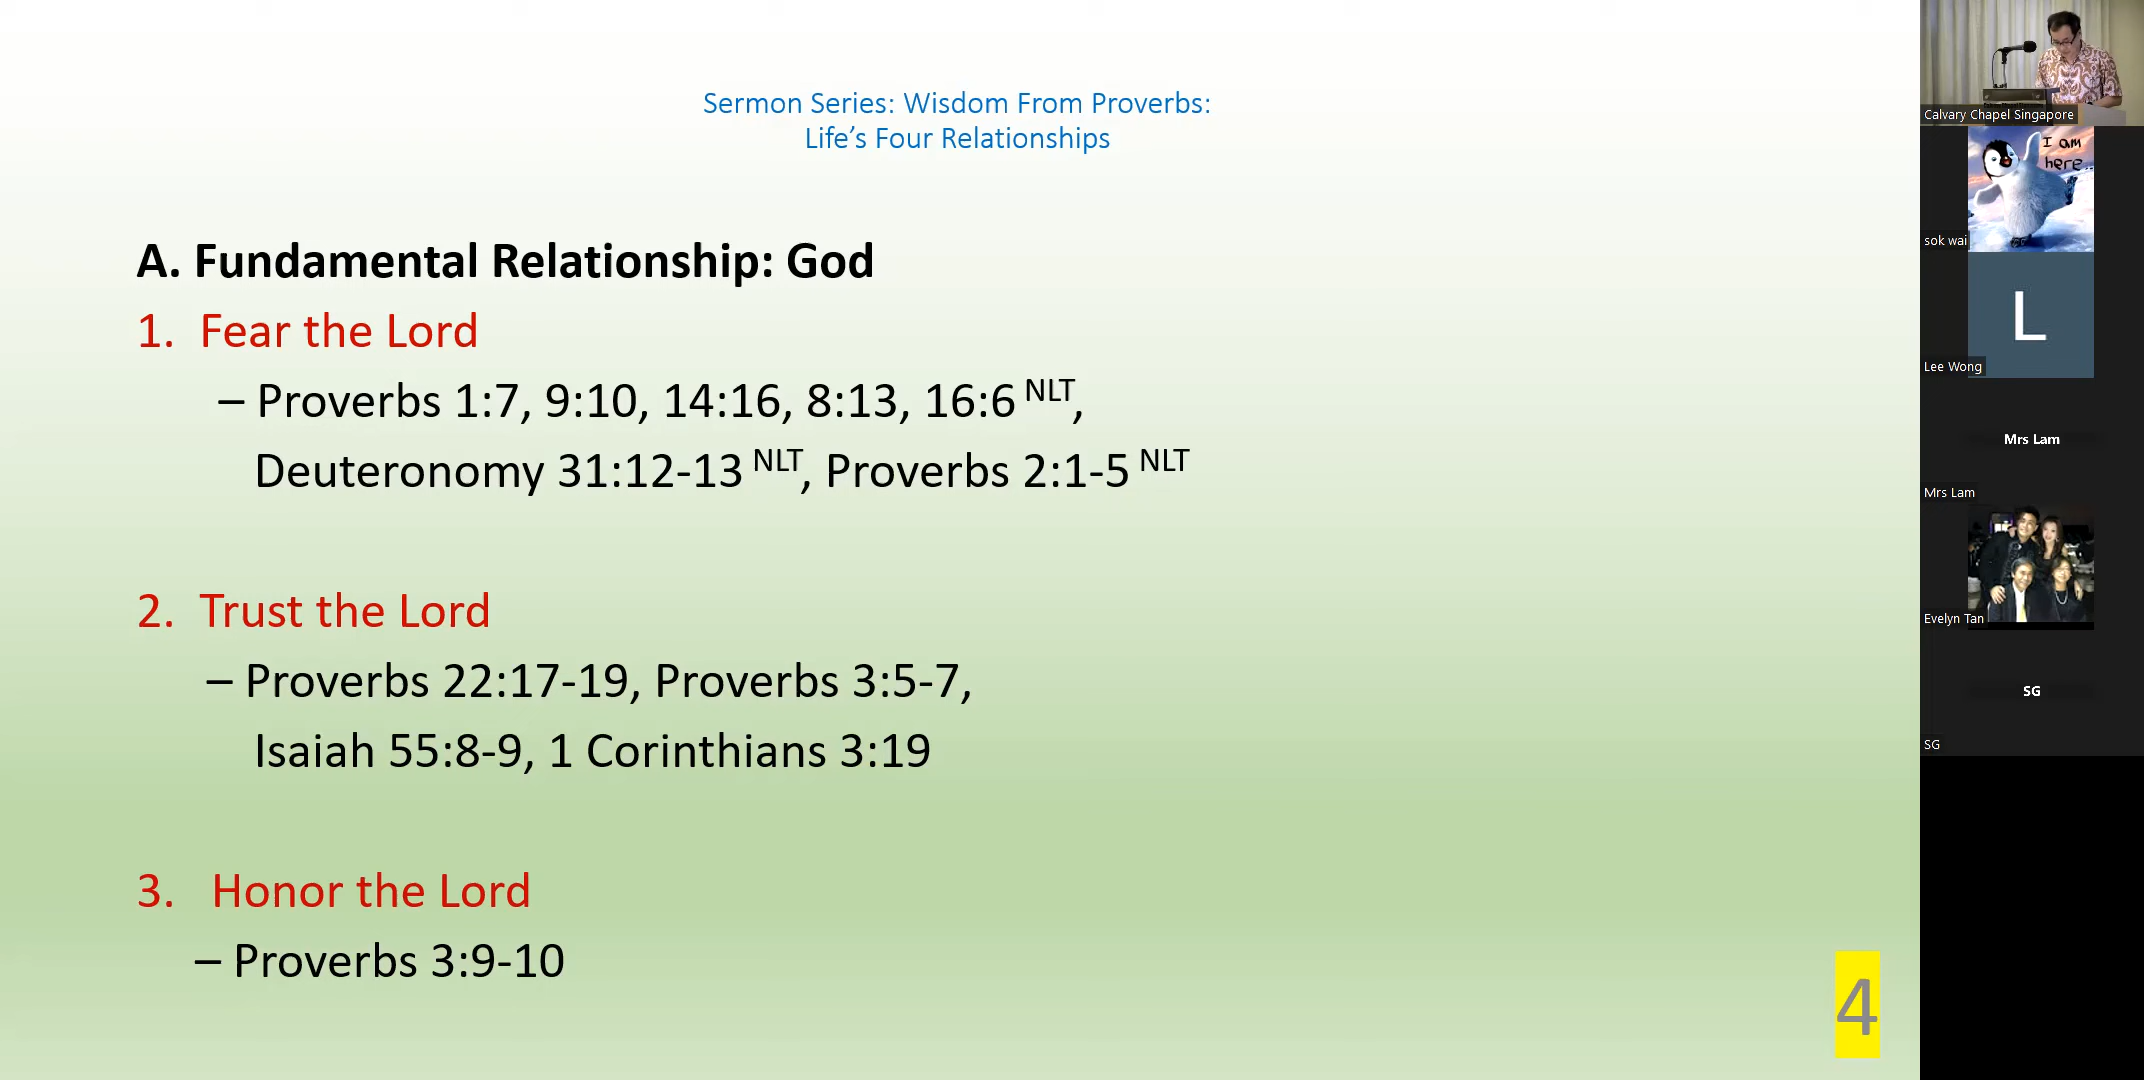 Sermon Series: Wisdom From Proverbs:
Life’s Four Relationships
A. Fundamental Relationship: God
1. Fear the Lord
– Proverbs 1:7, 9:10, 14:16, 8:13, 16:6 NLT,
Deuteronomy 31:12-13 NLT, Proverbs 2:1-5 NLT
2. Trust the Lord
– Proverbs 22:17-19, Proverbs 3:5-7,
Isaiah 55:8-9, 1 Corinthians 3:19
3. Honor the Lord
– Proverbs 3:9-10
4
Calvary Chapel Singapore
I am
here
sok wai
L
Lee Wong
Mrs Lam
Mrs Lam
Evelyn Tan
SG
SG